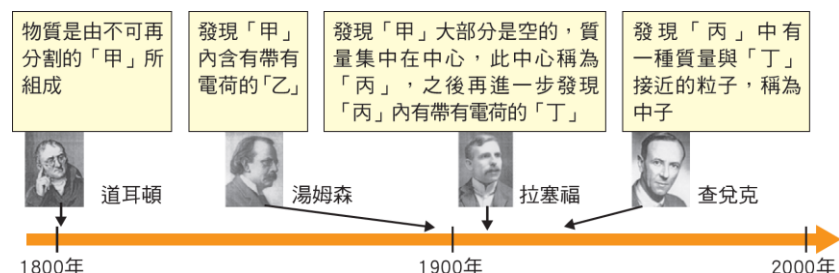 物質是由不可再
分割的「甲」所
組成
發現「甲」
內含有帶有
電荷的「乙」
發現「甲」大部分是空的，質
量集中在中心，此中心稱為
「丙」，之後再進一步發現
「丙」內有帶有電荷的「丁」
發現「丙」中有
一種質量與「丁」
接近的粒子，稱為
中子
道耳頓
湯姆森
拉塞福
查兌克
1800年
1900年
2000年